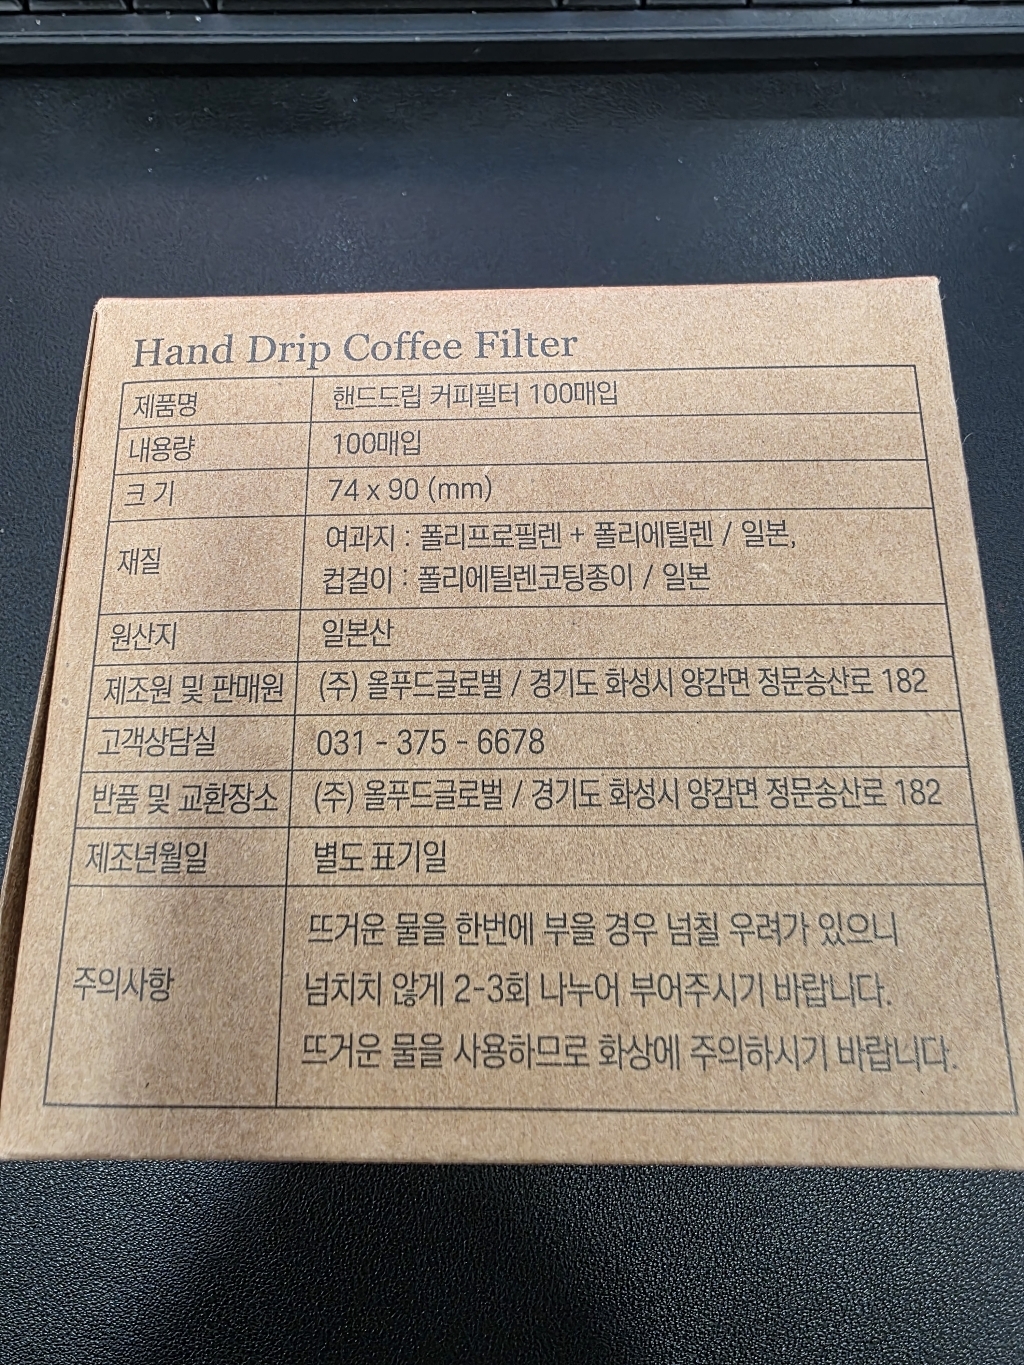 Hand Drip Coffee Filter
제품명 핸드드립 커피필터 100매입
내용량 100매입
크 기 74 x 90 (mm)
재질 여과지 : 폴리프로필렌 + 폴리에틸렌 / 일본,
컵걸이 : 폴리에틸렌코팅종이 / 일본
원산지 일본산
제조원 및 판매원 (주) 올푸드글로벌 / 경기도 화성시 양감면 정문송산로 182
고객상담실 031 - 375 - 6678
반품 및 교환장소 (주) 올푸드글로벌 / 경기도 화성시 양감면 정문송산로 182
제조년월일 별도 표기일
주의사항 뜨거운 물을 한번에 부을 경우 넘칠 우려가 있으니
넘치치 않게 2-3회 나누어 부어주시기 바랍니다.
뜨거운 물을 사용하므로 화상에 주의하시기 바랍니다.